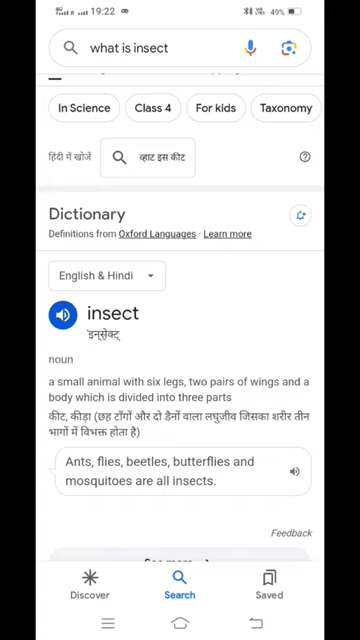 19:22
49%
what is insect
In Science
Class 4
For kids
Taxonomy
हिंदी में खोजें
व्हाट इस कीट
Dictionary
Definitions from Oxford Languages · Learn more
English & Hindi
insect
इन्‌से़क्ट्‌
noun
a small animal with six legs, two pairs of wings and a
body which is divided into three parts
कीट, कीड़ा (छह टाँगों और दो डैनों वाला लघुजीव जिसका शरीर तीन
भागों में विभक्त होता है)
Ants, flies, beetles, butterflies and
mosquitoes are all insects.
Feedback
See more
Discover
Search
Saved